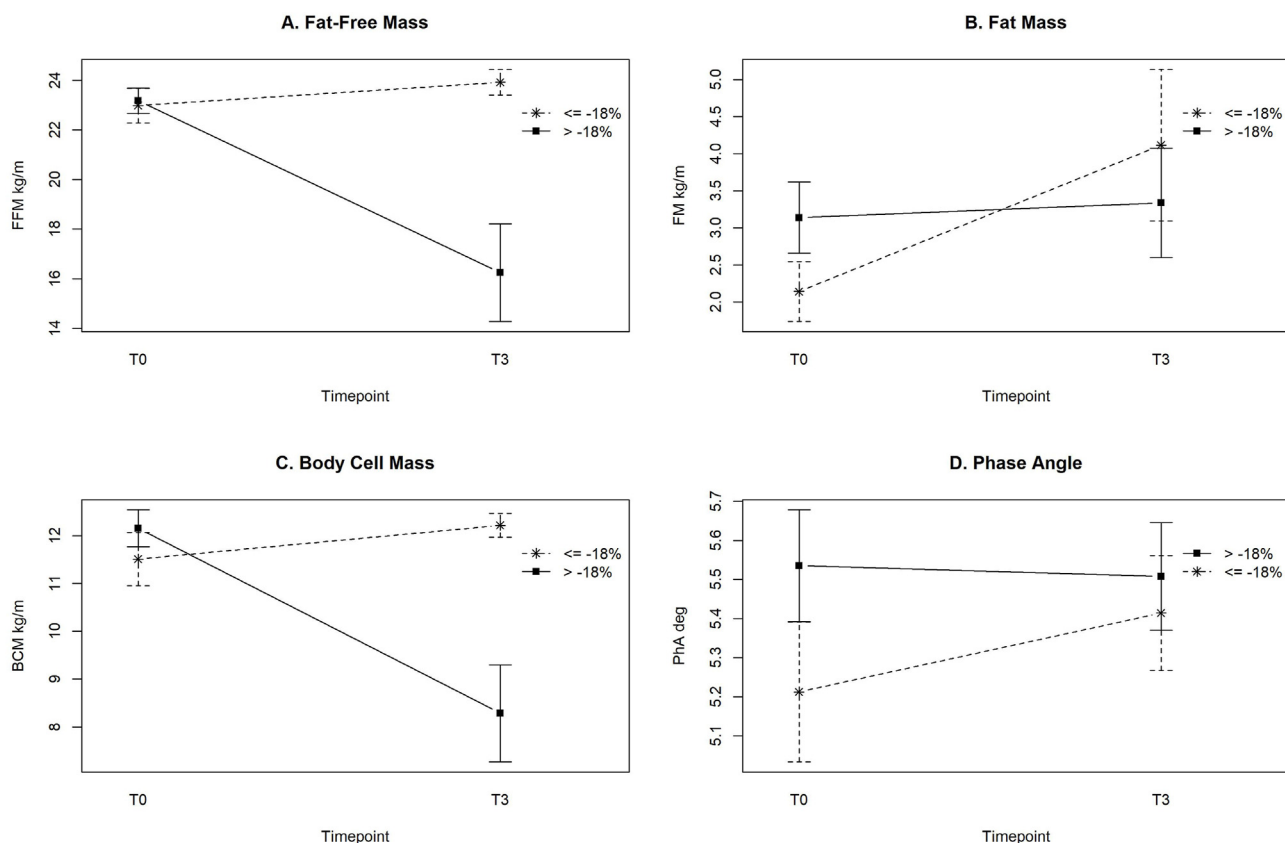 A. Fat-Free Mass
FFM kg/m
24
22
20
18
16
14
<= -18%
> -18%
T0
T3
Timepoint
B. Fat Mass
FM kg/m
5.0
4.5
4.0
3.5
3.0
2.5
2.0
<= -18%
> -18%
T0
T3
Timepoint
C. Body Cell Mass
BCM kg/m
12
11
10
9
8
<= -18%
> -18%
T0
T3
Timepoint
D. Phase Angle
PhA deg
5.7
5.6
5.5
5.4
5.3
5.2
5.1
> -18%
<= -18%
T0
T3
Timepoint